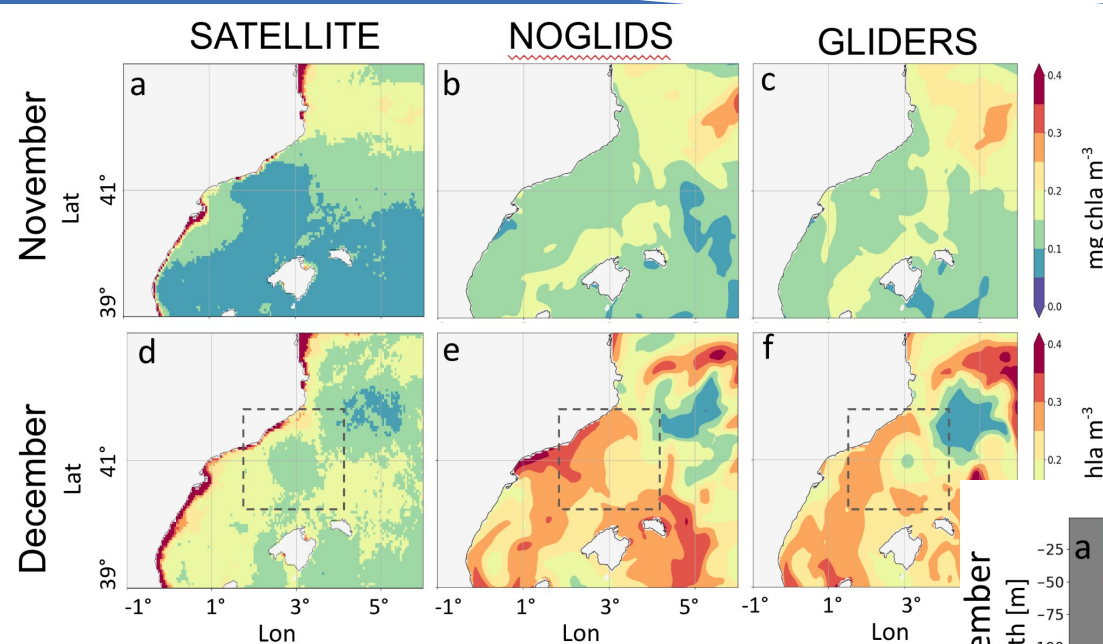 SATELLITE NOGLIDS GLIDERS
November
Lat
a b c
41°
39°
0.4
0.3
0.2
0.1
0.0
mg chla m⁻³
December
Lat
d e f
41°
39°
-1° 1° 3° 5° -1° 1° 3° 5° -1° 1° 3°
Lon Lon Lon
0.4
0.3
0.2
hla m⁻³
ember
th [m]
−25
−50
−75
a